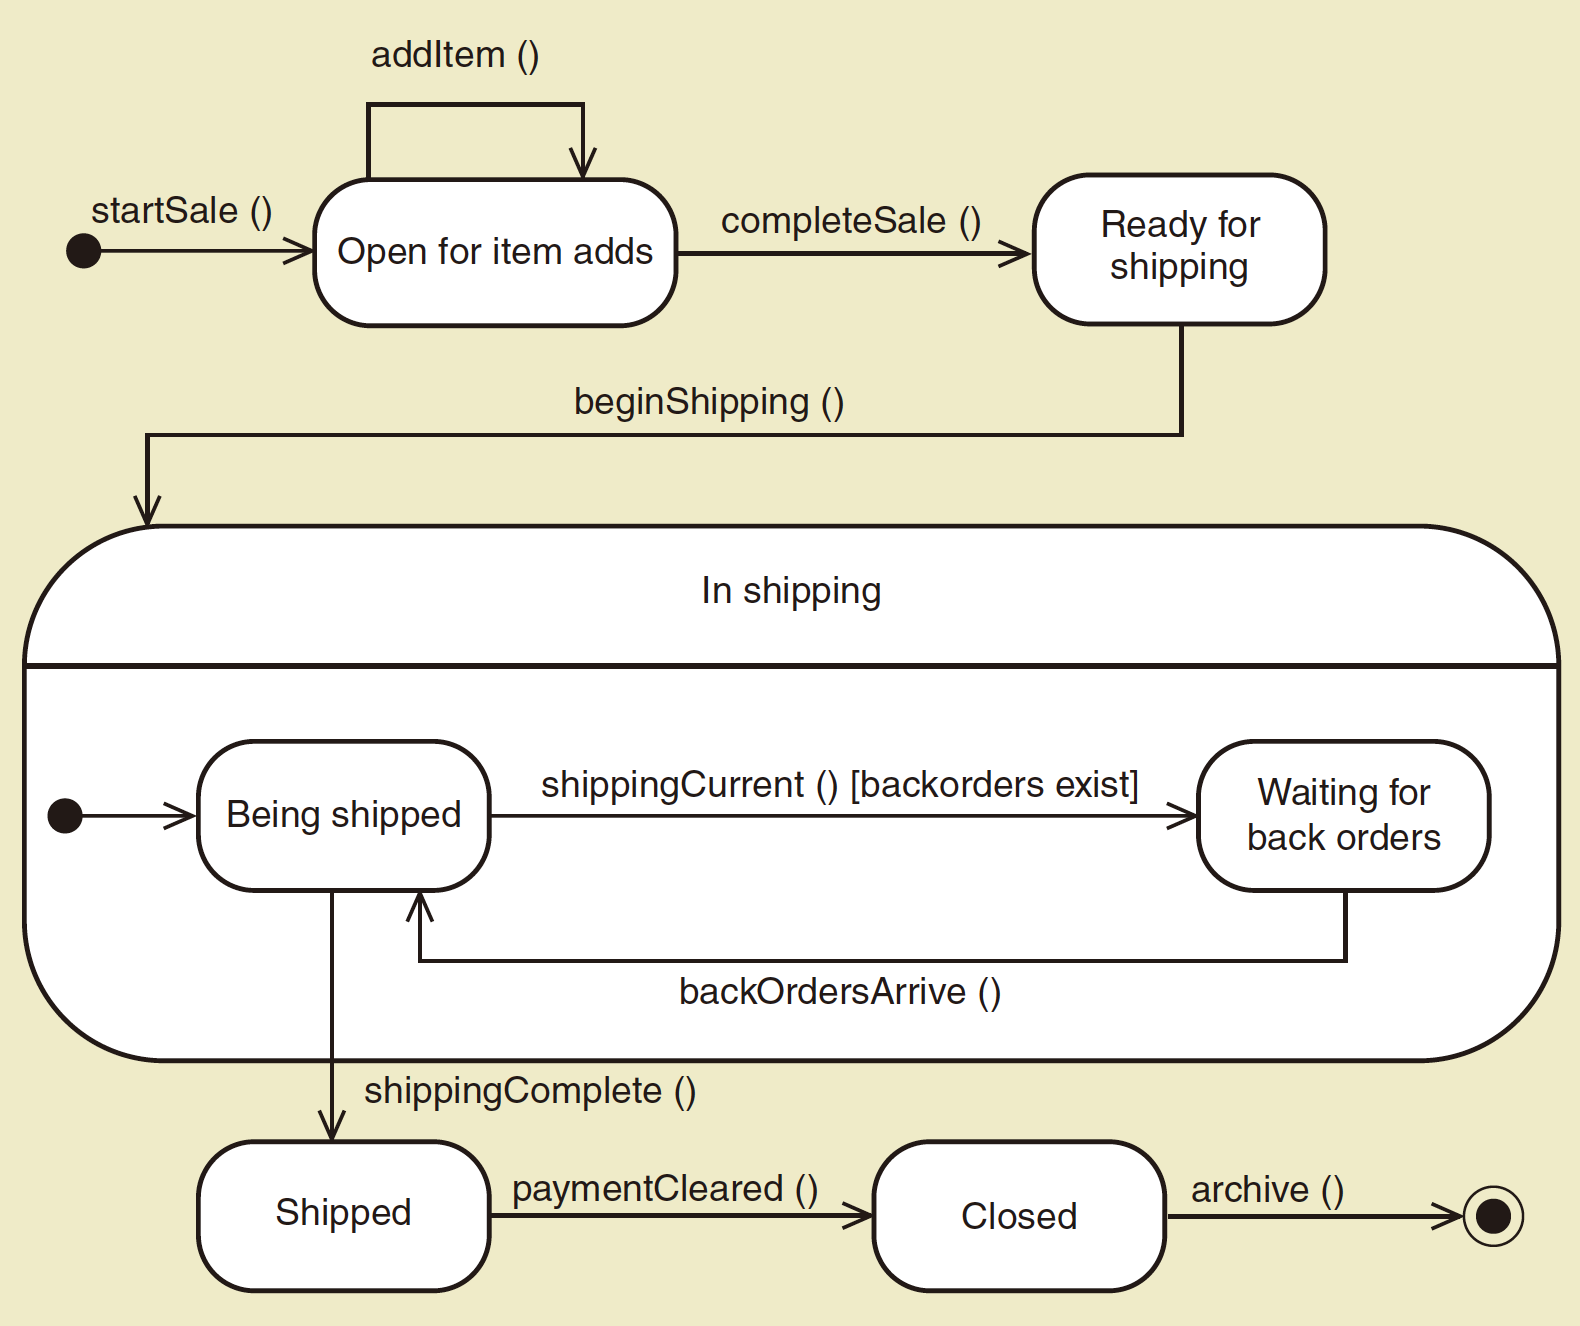 addItem ()
startSale ()
Open for item adds
completeSale ()
Ready for
shipping
beginShipping ()
In shipping
Being shipped
shippingCurrent () [backorders exist]
Waiting for
back orders
backOrdersArrive ()
shippingComplete ()
Shipped
paymentCleared ()
Closed
archive ()